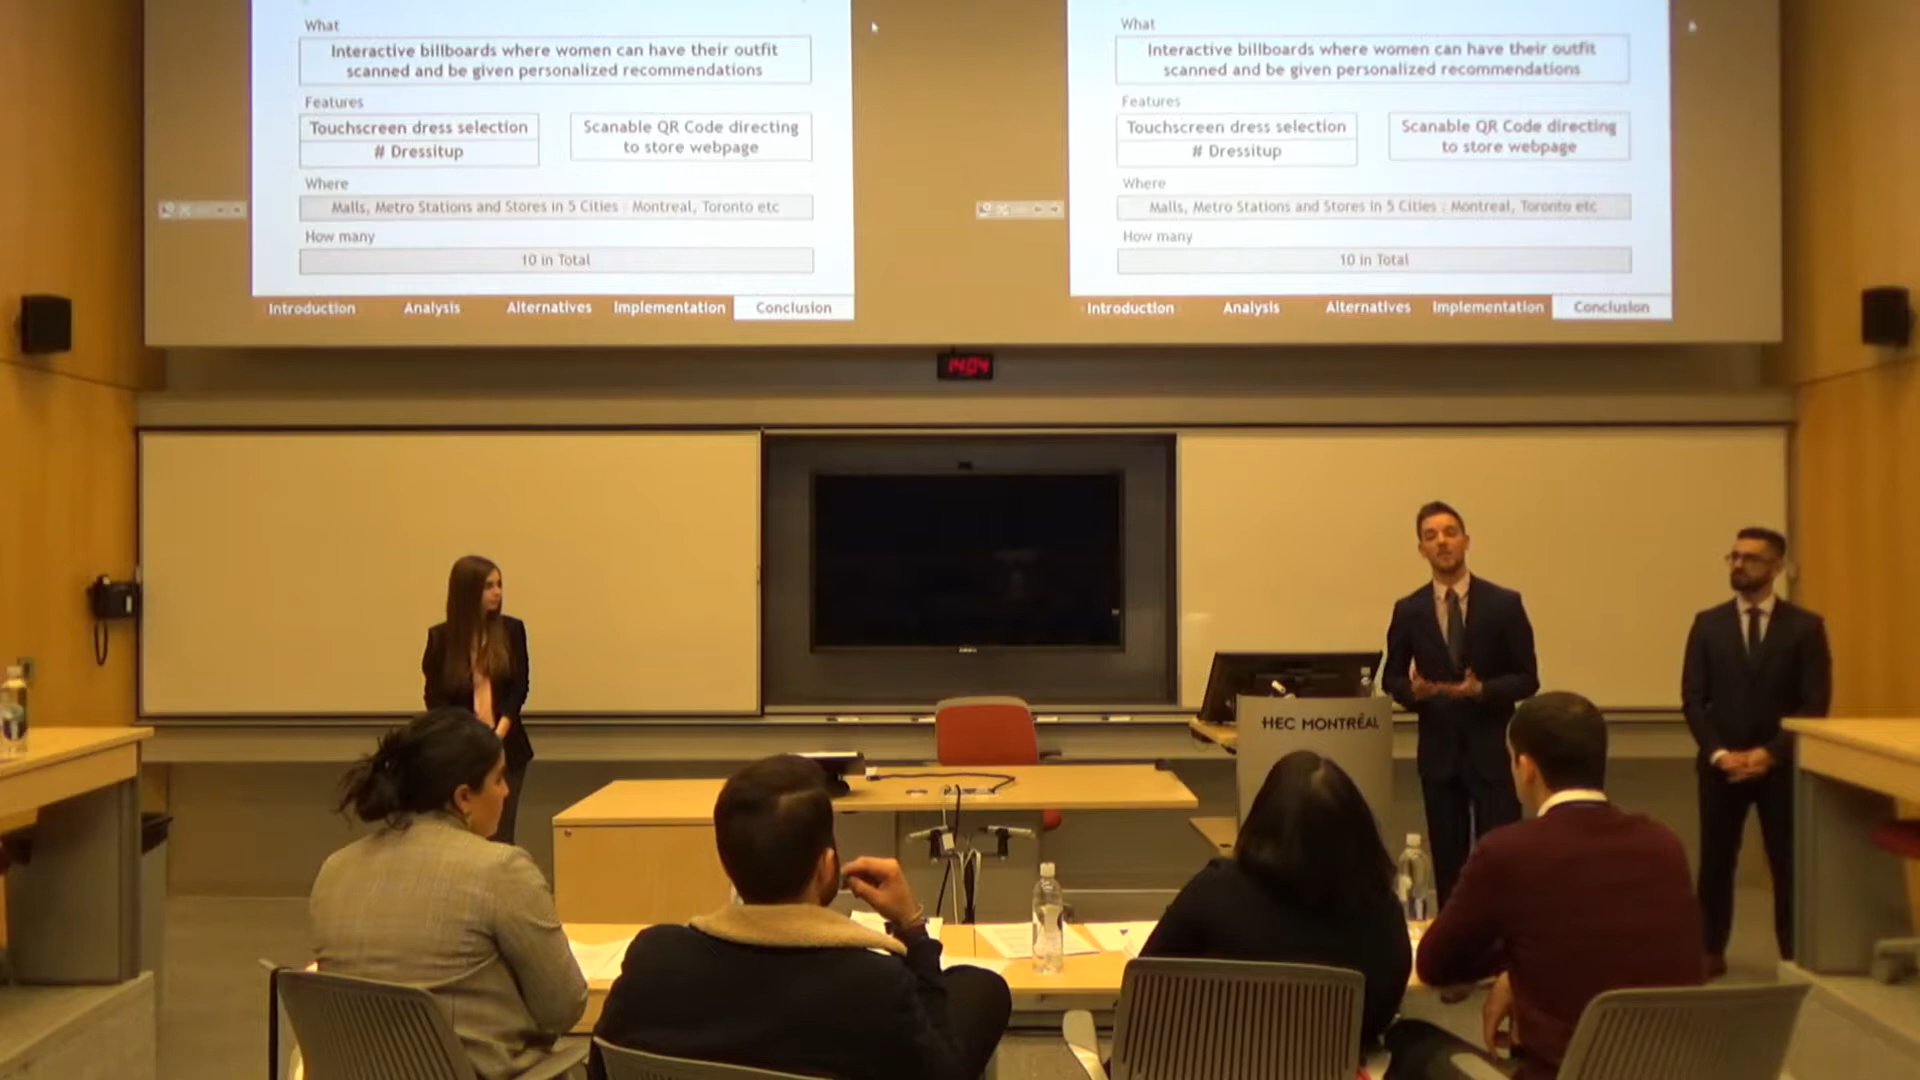 What
Interactive billboards where women can have their outfit
scanned and be given personalized recommendations
Features
Touchscreen dress selection
# Dressitup
Scanable QR Code directing
to store webpage
Where
Malls, Metro Stations and Stores in 5 Cities : Montreal, Toronto etc
How many
10 in Total
Introduction Analysis Alternatives Implementation Conclusion
What
Interactive billboards where women can have their outfit
scanned and be given personalized recommendations
Features
Touchscreen dress selection
# Dressitup
Scanable QR Code directing
to store webpage
Where
Malls, Metro Stations and Stores in 5 Cities : Montreal, Toronto etc
How many
10 in Total
Introduction Analysis Alternatives Implementation Conclusion
14:04
HEC MONTRÉAL